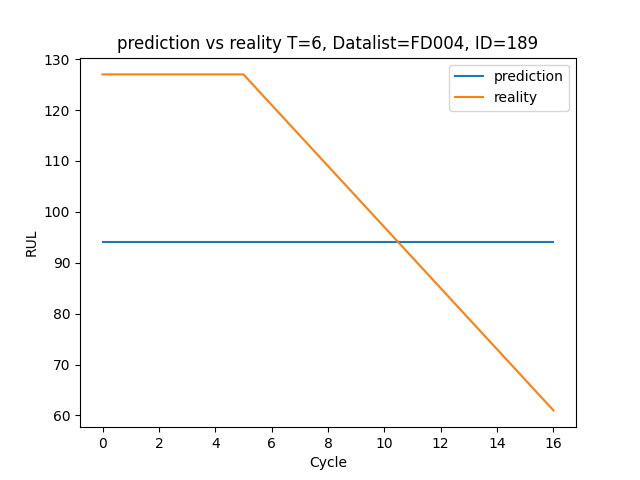 prediction vs reality T=6, Datalist=FD004, ID=189
130
120
110
100
90
80
70
60
RUL
prediction
reality
0 2 4 6 8 10 12 14 16
Cycle